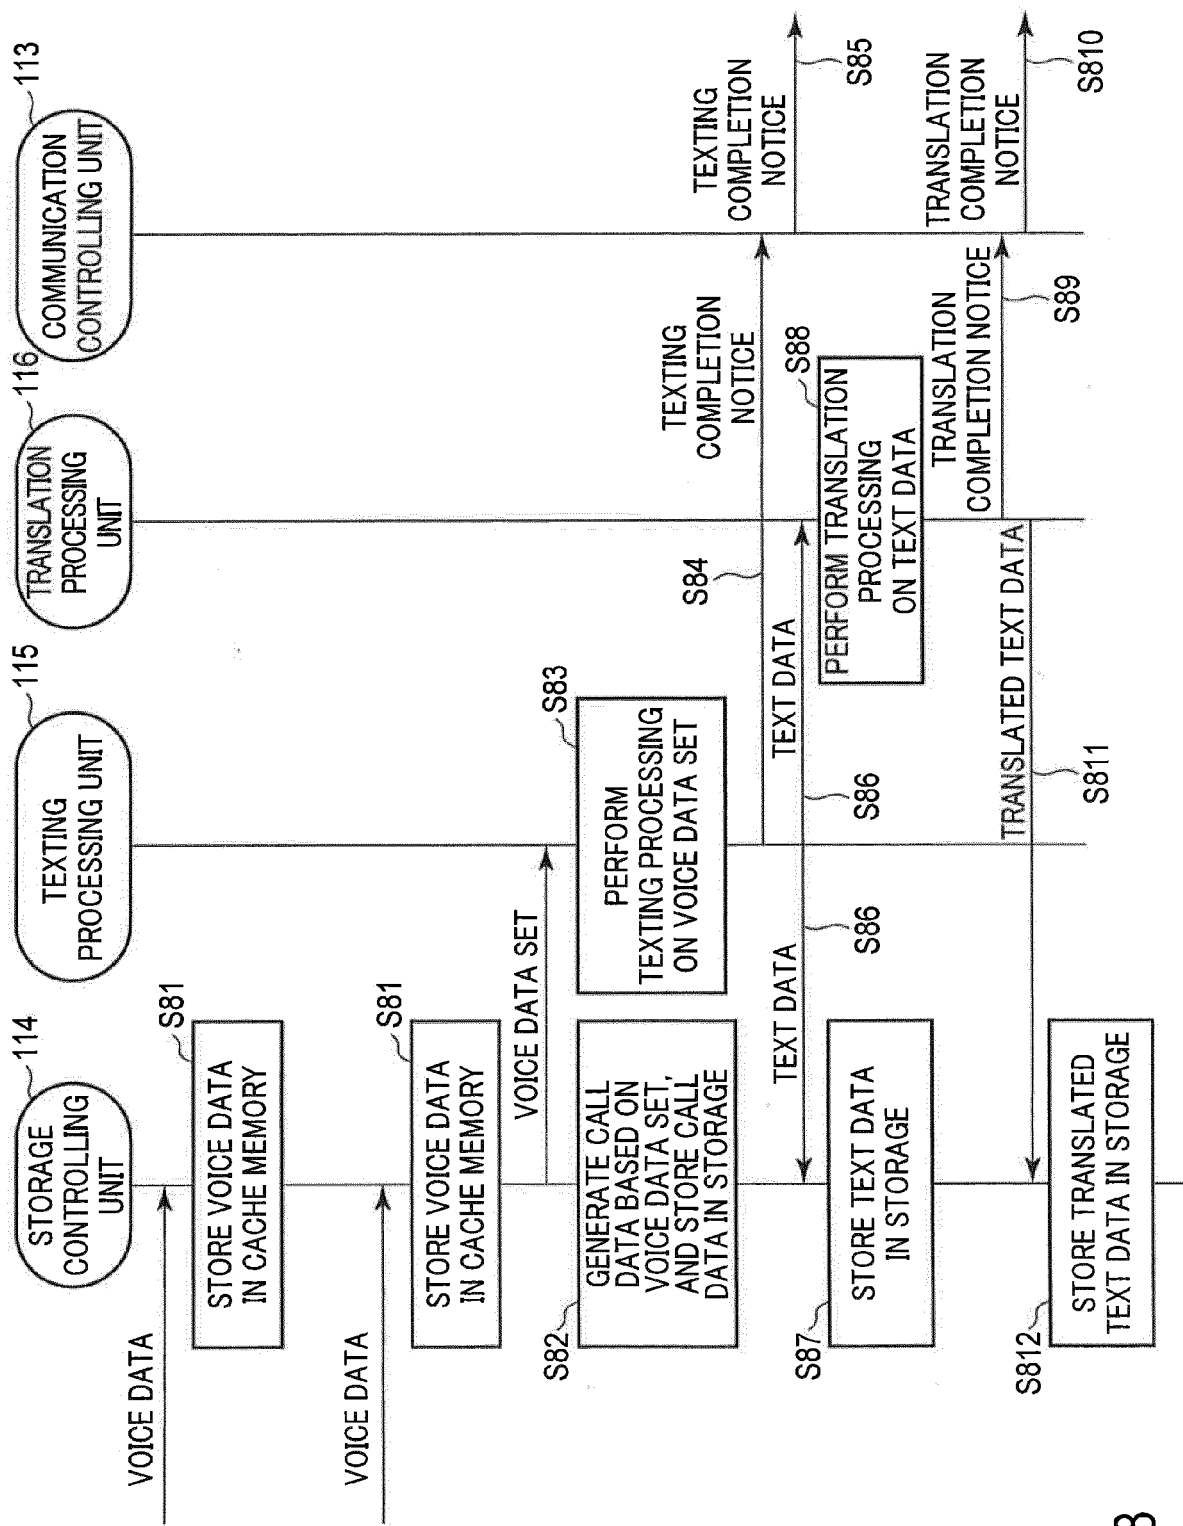 STORAGE
CONTROLLING
UNIT
114
TEXTING
PROCESSING UNIT
115
TRANSLATION
PROCESSING
UNIT
116
COMMUNICATION
CONTROLLING UNIT
113
VOICE DATA
S81
STORE VOICE DATA
IN CACHE MEMORY
VOICE DATA
S81
STORE VOICE DATA
IN CACHE MEMORY
VOICE DATA SET
S82
GENERATE CALL
DATA BASED ON
VOICE DATA SET,
AND STORE CALL
DATA IN STORAGE
S83
PERFORM
TEXTING PROCESSING
ON VOICE DATA SET
S84
TEXTING
COMPLETION
NOTICE
TEXTING
COMPLETION
NOTICE
S85
TEXT DATA
S86
TEXT DATA
S86
S87
STORE TEXT DATA
IN STORAGE
S88
PERFORM TRANSLATION
PROCESSING
ON TEXT DATA
TRANSLATION
COMPLETION NOTICE
S89
TRANSLATION
COMPLETION
NOTICE
S810
TRANSLATED TEXT DATA
S811
S812
STORE TRANSLATED
TEXT DATA IN STORAGE